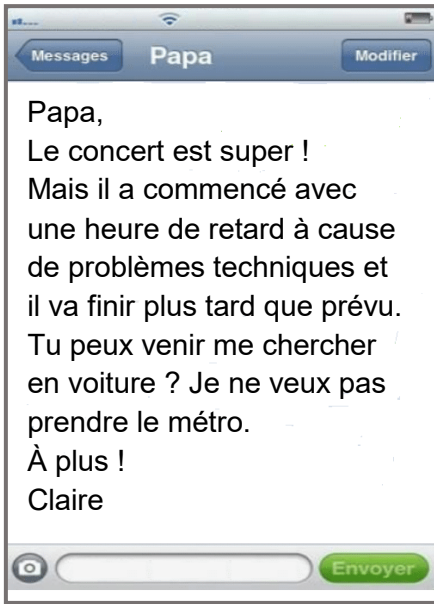 Messages
Papa
Modifier
Papa,
Le concert est super !
Mais il a commencé avec
une heure de retard à cause
de problèmes techniques et
il va finir plus tard que prévu.
Tu peux venir me chercher
en voiture ? Je ne veux pas
prendre le métro.
À plus !
Claire
Envoyer